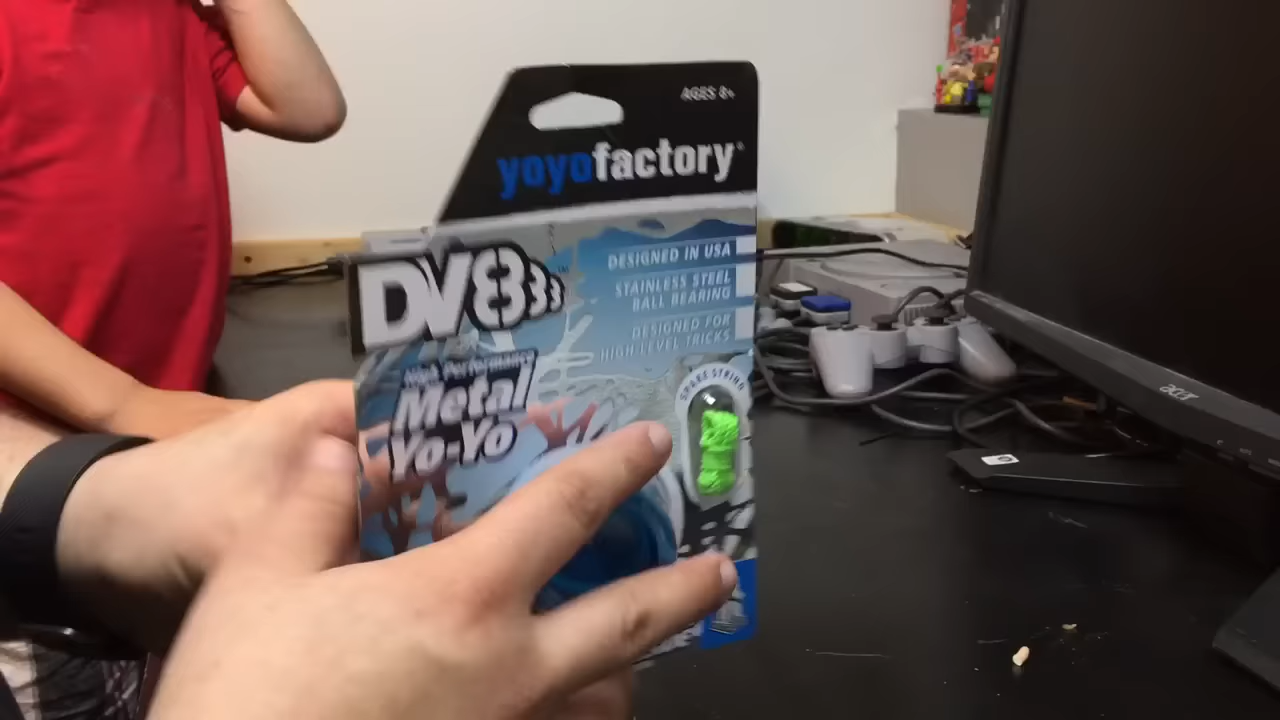 AGES 8+
yoyofactory
DV888
DESIGNED IN USA
STAINLESS STEEL
BALL BEARING
DESIGNED FOR
HIGH LEVEL TRICKS
High Performance
Metal
Yo-Yo
SPARE STRING
acer